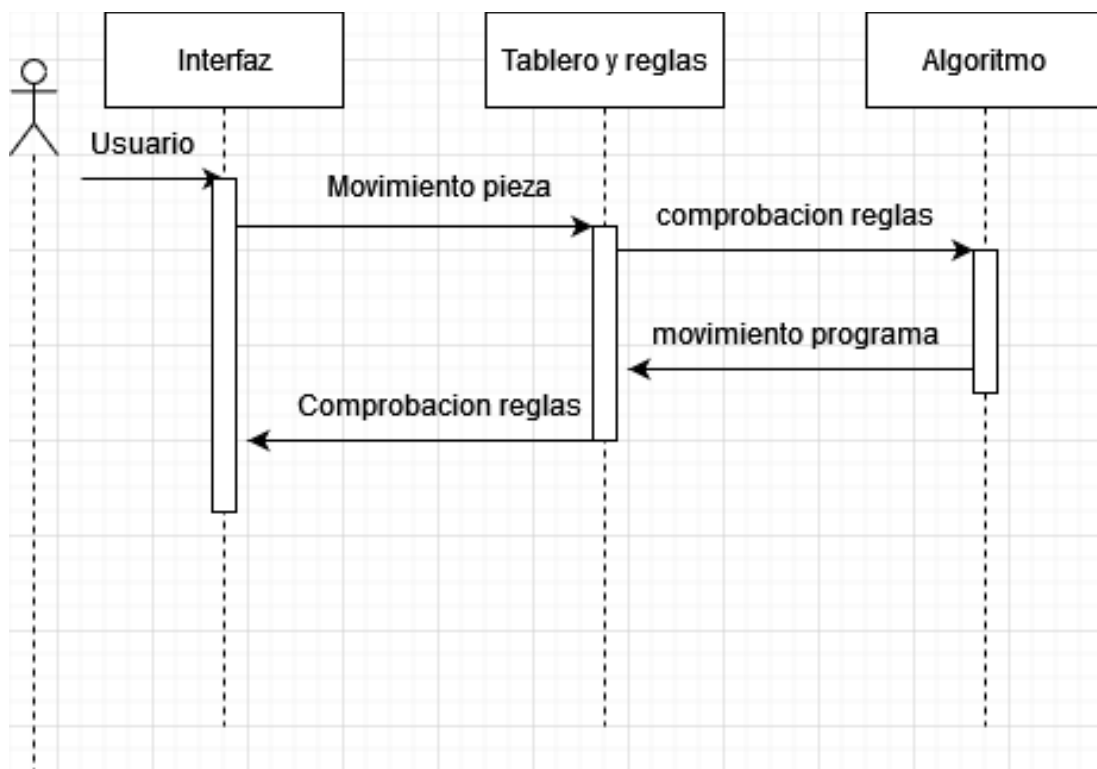 Interfaz
Tablero y reglas
Algoritmo
Usuario
Movimiento pieza
comprobacion reglas
movimiento programa
Comprobacion reglas